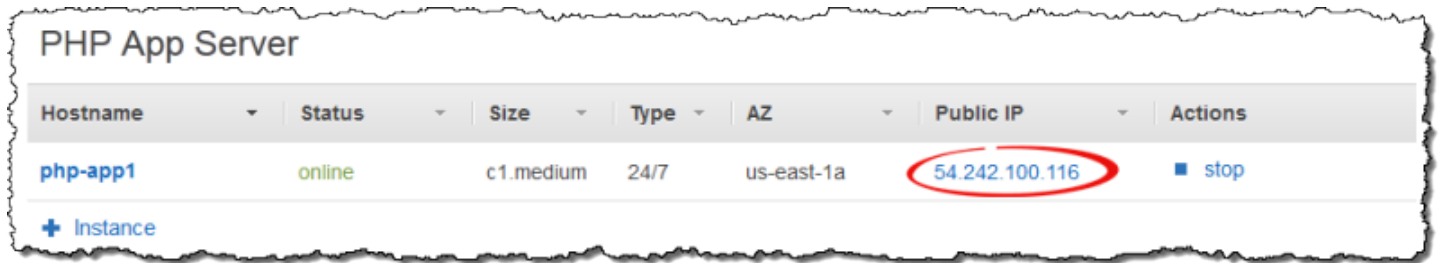 PHP App Server
Hostname Status Size Type AZ Public IP Actions
php-app1 online c1.medium 24/7 us-east-1a 54.242.100.116 stop
+ Instance